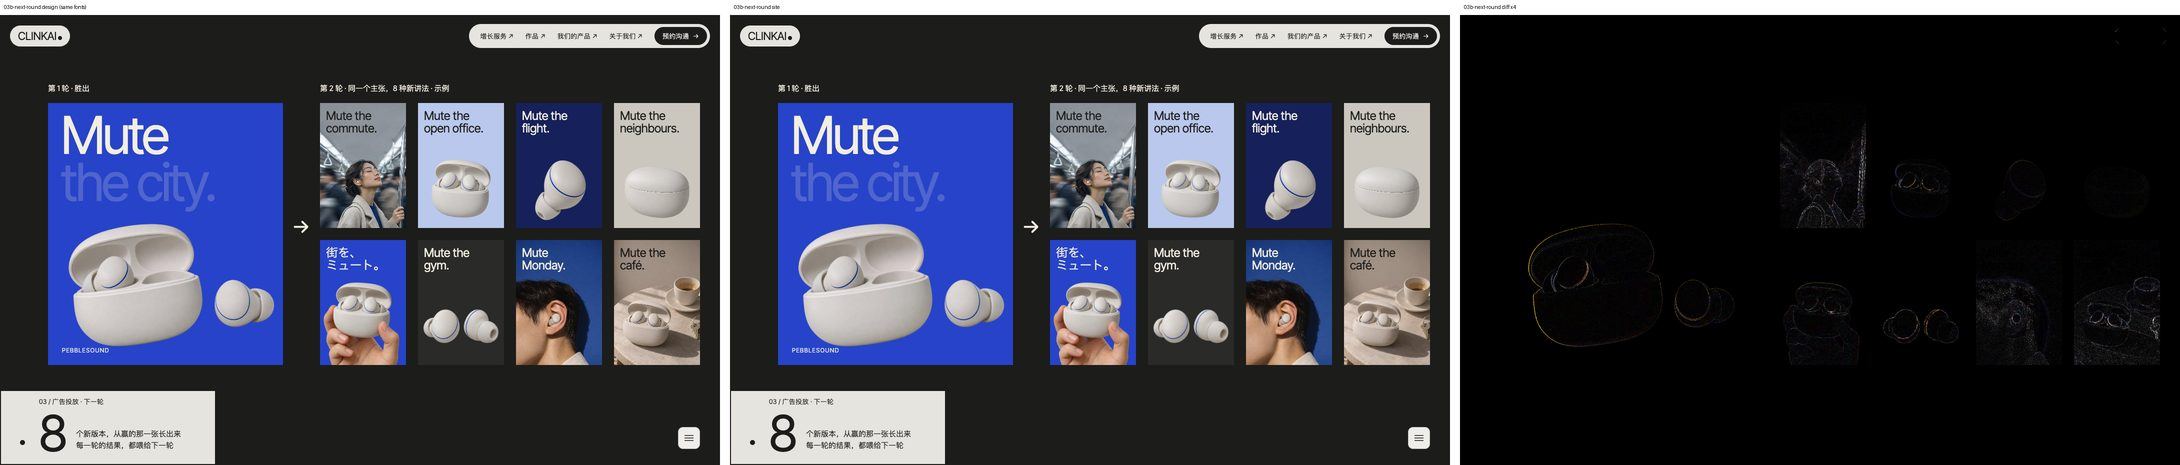 03b-next-round design (same fonts)
CLINKAI
增长服务 ↗ 作品 ↗ 我们的产品 ↗ 关于我们 ↗ 预约沟通 →
第 1 轮 · 胜出
Mute
the city.
PEBBLESOUND
→
第 2 轮 · 同一个主张，8 种新讲法 · 示例
Mute the
commute.
Mute the
open office.
Mute the
flight.
Mute the
neighbours.
街を、
ミュート。
Mute the
gym.
Mute
Monday.
Mute the
café.
03 / 广告投放 · 下一轮
8
个新版本，从赢的那一张长出来
每一轮的结果，都喂给下一轮
03b-next-round site
CLINKAI
增长服务 ↗ 作品 ↗ 我们的产品 ↗ 关于我们 ↗ 预约沟通 →
第 1 轮 · 胜出
Mute
the city.
PEBBLESOUND
→
第 2 轮 · 同一个主张，8 种新讲法 · 示例
Mute the
commute.
Mute the
open office.
Mute the
flight.
Mute the
neighbours.
街を、
ミュート。
Mute the
gym.
Mute
Monday.
Mute the
café.
03 / 广告投放 · 下一轮
8
个新版本，从赢的那一张长出来
每一轮的结果，都喂给下一轮
03b-next-round diff x4